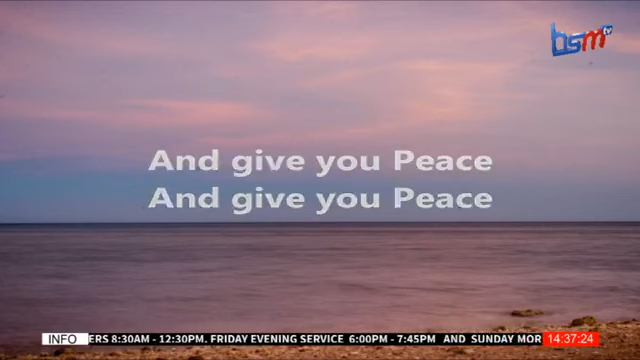 bsm tv
And give you Peace
And give you Peace
INFO ERS 8:30AM - 12:30PM. FRIDAY EVENING SERVICE 6:00PM - 7:45PM AND SUNDAY MOR 14:37:24